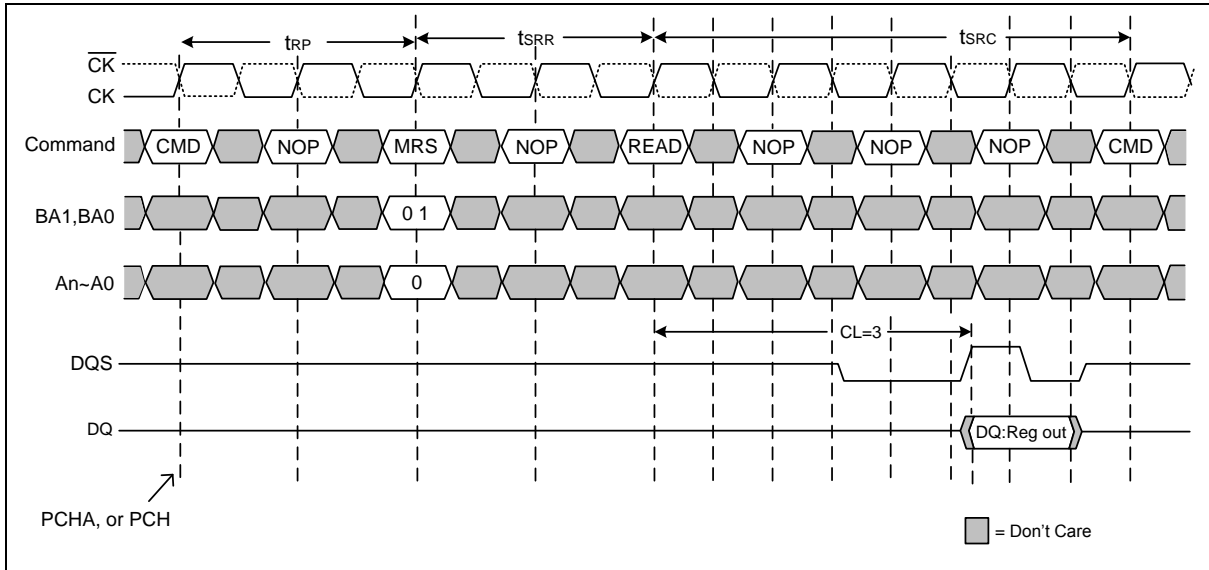 tRP tSRR tSRC
CK
CK
Command CMD NOP MRS NOP READ NOP NOP NOP CMD
BA1,BA0 0 1
An~A0 0
CL=3
DQS
DQ DQ:Reg out
PCHA, or PCH
= Don't Care